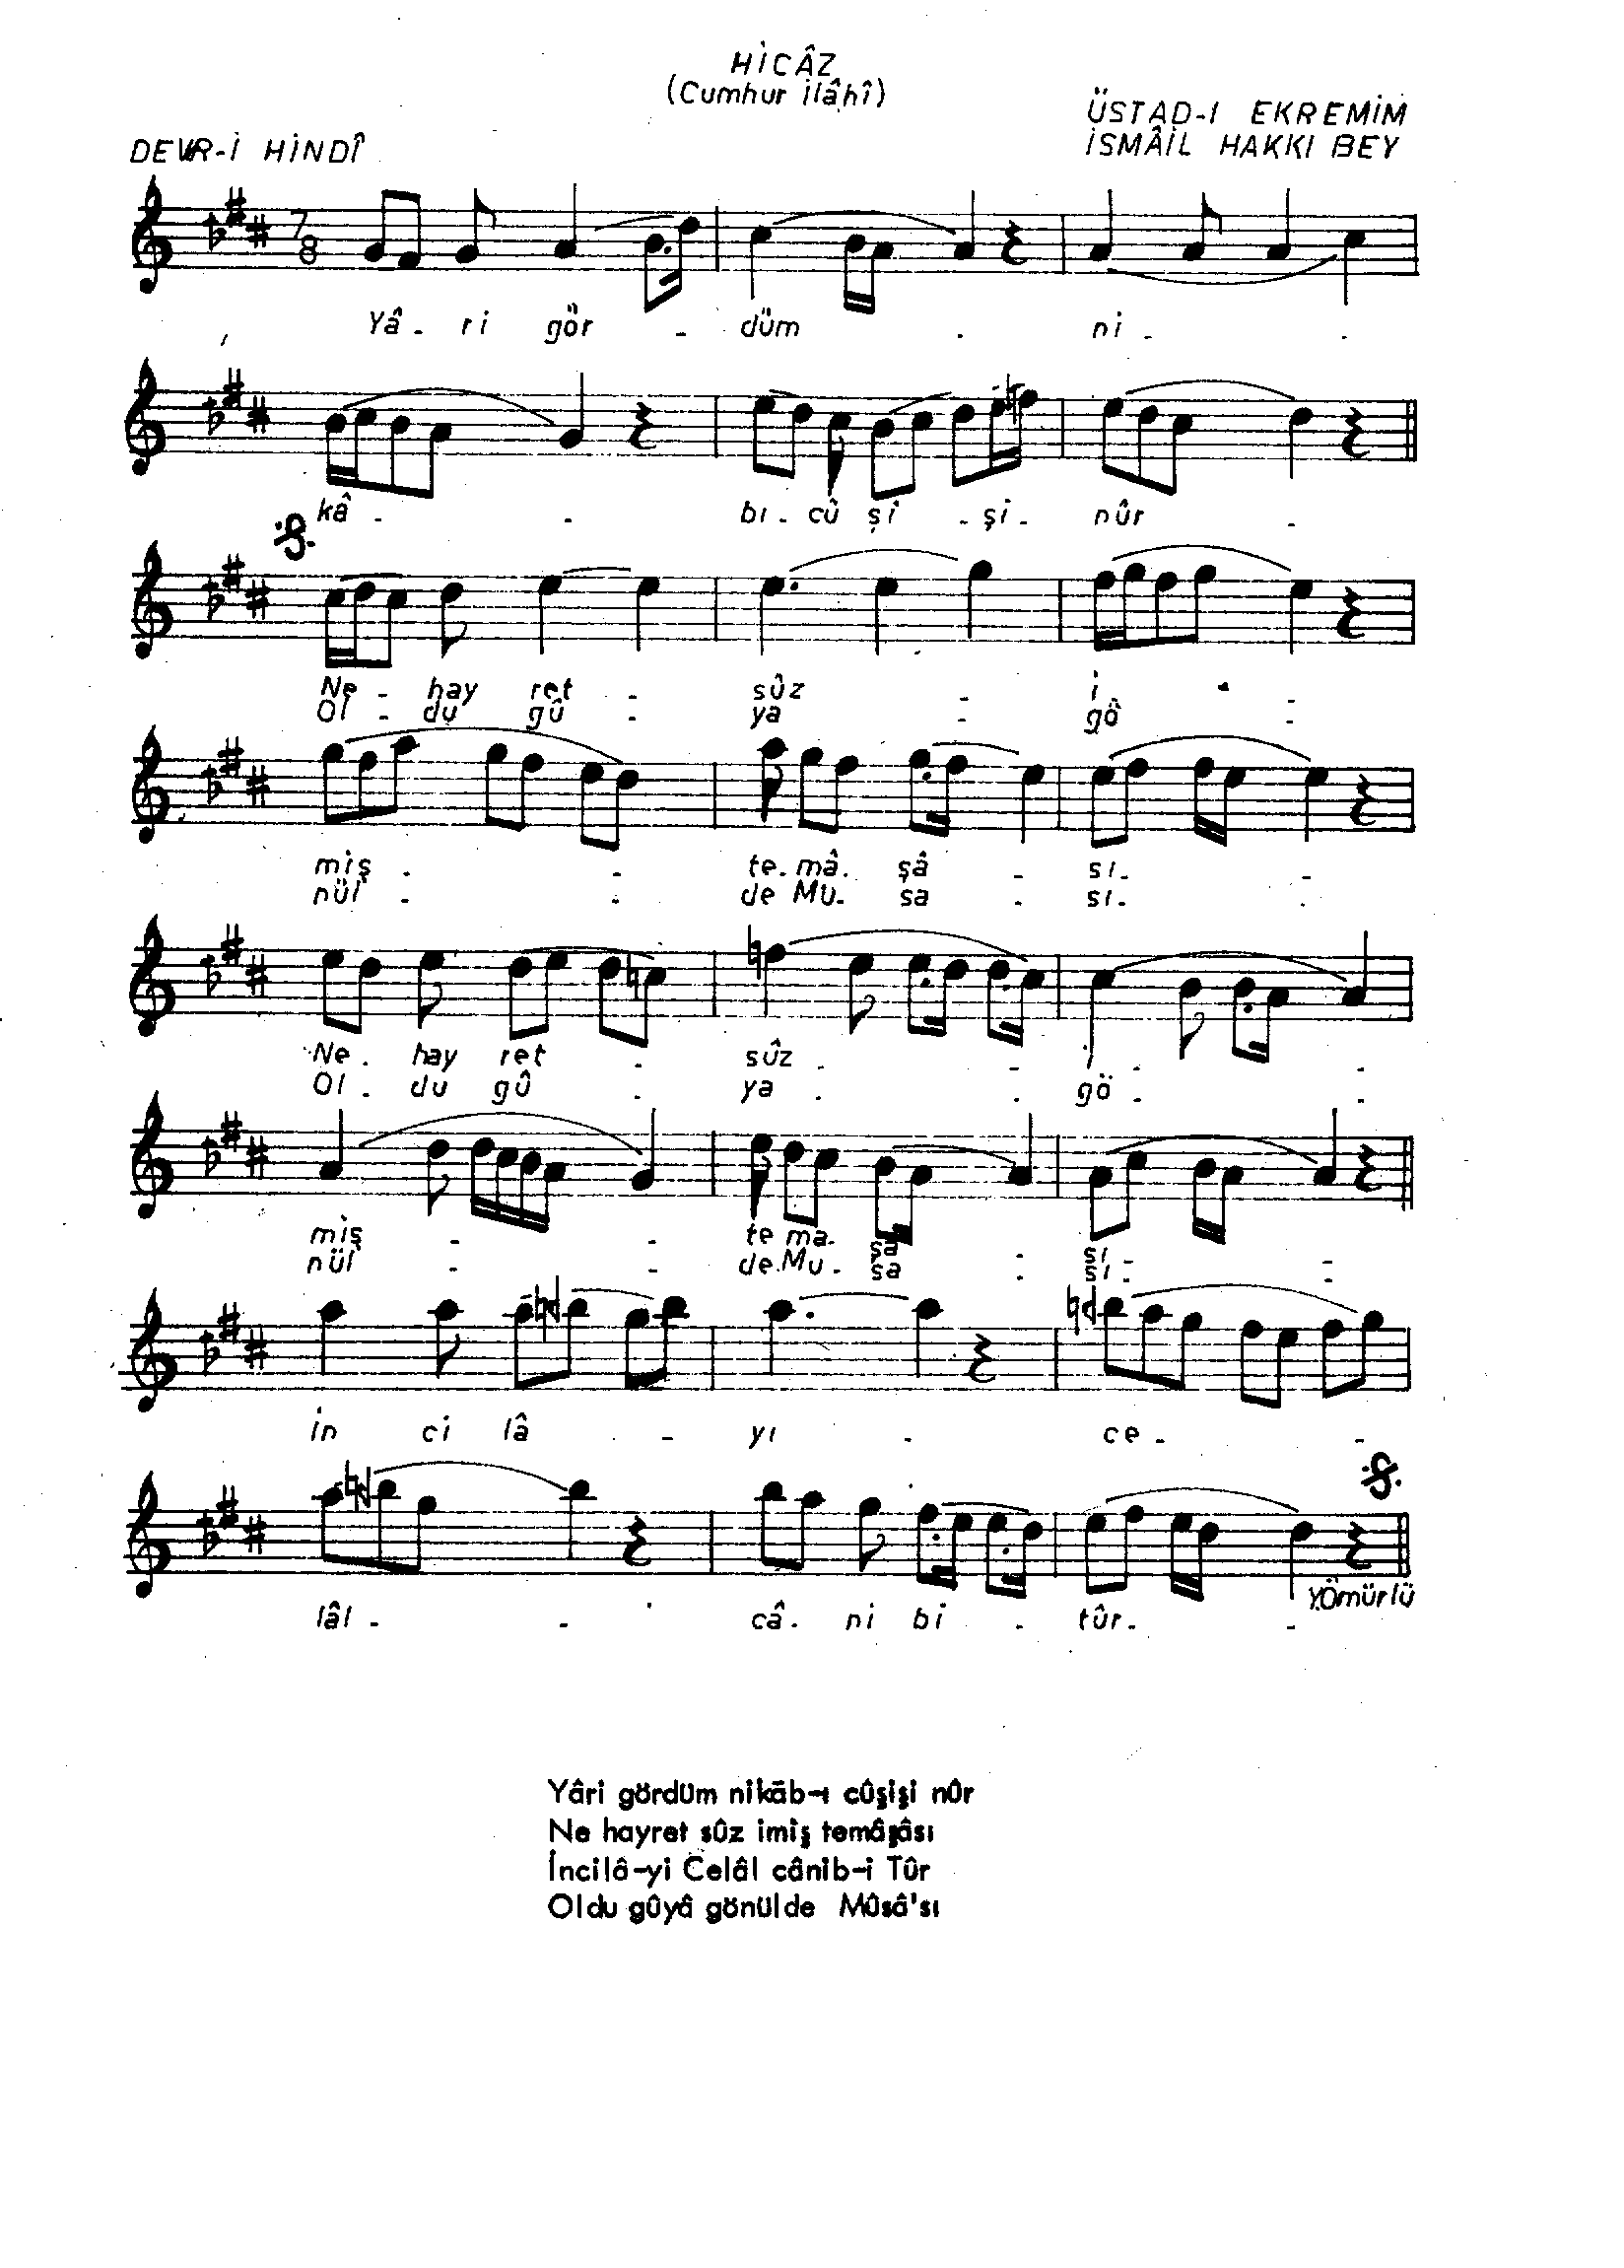 HİCÂZ
(Cumhur İlâhî)
ÜSTAD-I EKREMİM
İSMÂİL HAKKI BEY
DEVR-İ HİNDÎ
7
8
Yâ - ri gör - düm - ni - -
kâ - - bı - cû şi - şi - nûr -
Ne - hay ret - sûz - i - -
Ol - du gû - ya - gö -
miş - - te - mâ - şâ - sı - -
nül - - de Mu - sa - sı - -
Ne - hay ret - sûz - - i - -
Ol - du gû - ya - - gö - -
miş - - te ma - şa - sı - -
nül - - de Mu - sa - sı - -
in ci lâ - yı - ce - -
lâl - - câ - ni bi - tûr - -
Y.Ömürlü
Yâri gördüm nikâb-ı cûşişi nûr
Ne hayret sûz imiş temâşâsı
İncilâ-yi Celâl cânib-i Tûr
Oldu gûyâ gönülde Mûsâ'sı